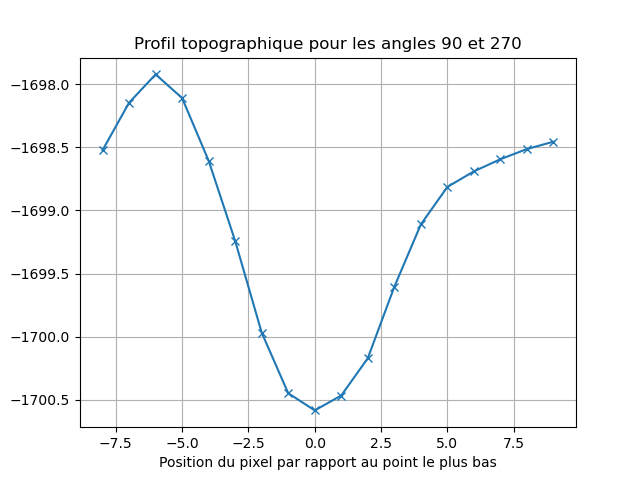 Profil topographique pour les angles 90 et 270
−1698.0
−1698.5
−1699.0
−1699.5
−1700.0
−1700.5
−7.5 −5.0 −2.5 0.0 2.5 5.0 7.5
Position du pixel par rapport au point le plus bas